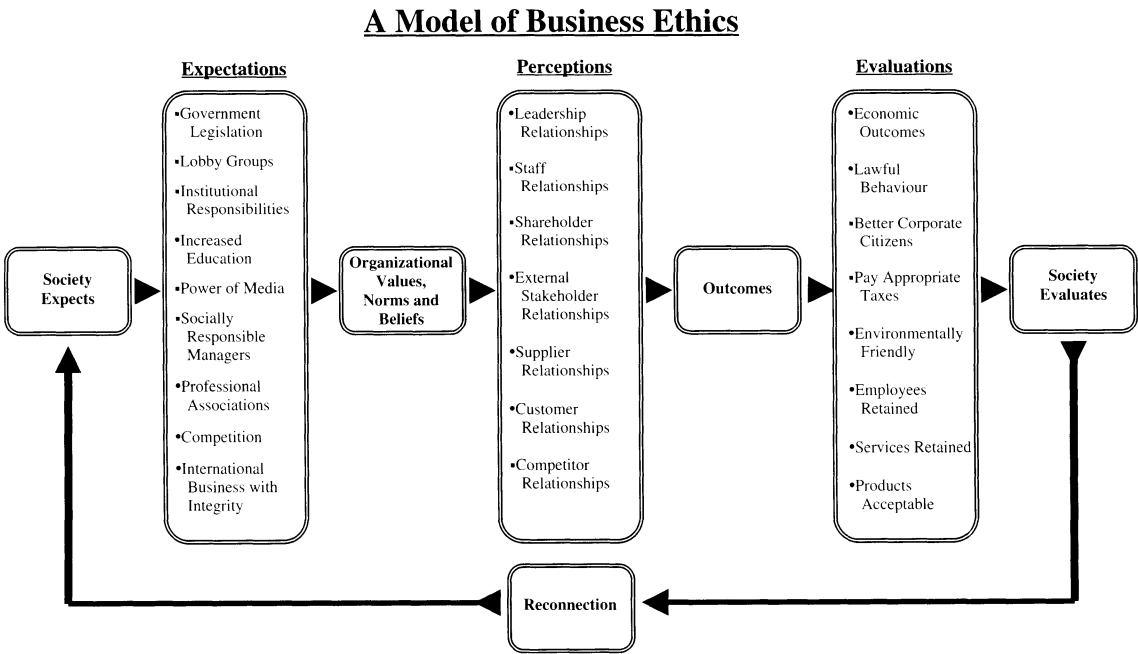 A Model of Business Ethics
Expectations
▪Government
Legislation
▪Lobby Groups
▪Institutional
Responsibilities
•Increased
Education
▪Power of Media
▪Socially
Responsible
Managers
•Professional
Associations
•Competition
•International
Business with
Integrity
Perceptions
•Leadership
Relationships
▪Staff
Relationships
▪Shareholder
Relationships
•External
Stakeholder
Relationships
•Supplier
Relationships
•Customer
Relationships
▪Competitor
Relationships
Evaluations
•Economic
Outcomes
•Lawful
Behaviour
▪Better Corporate
Citizens
▪Pay Appropriate
Taxes
•Environmentally
Friendly
•Employees
Retained
•Services Retained
•Products
Acceptable
Society
Expects
Organizational
Values,
Norms and
Beliefs
Outcomes
Society
Evaluates
Reconnection